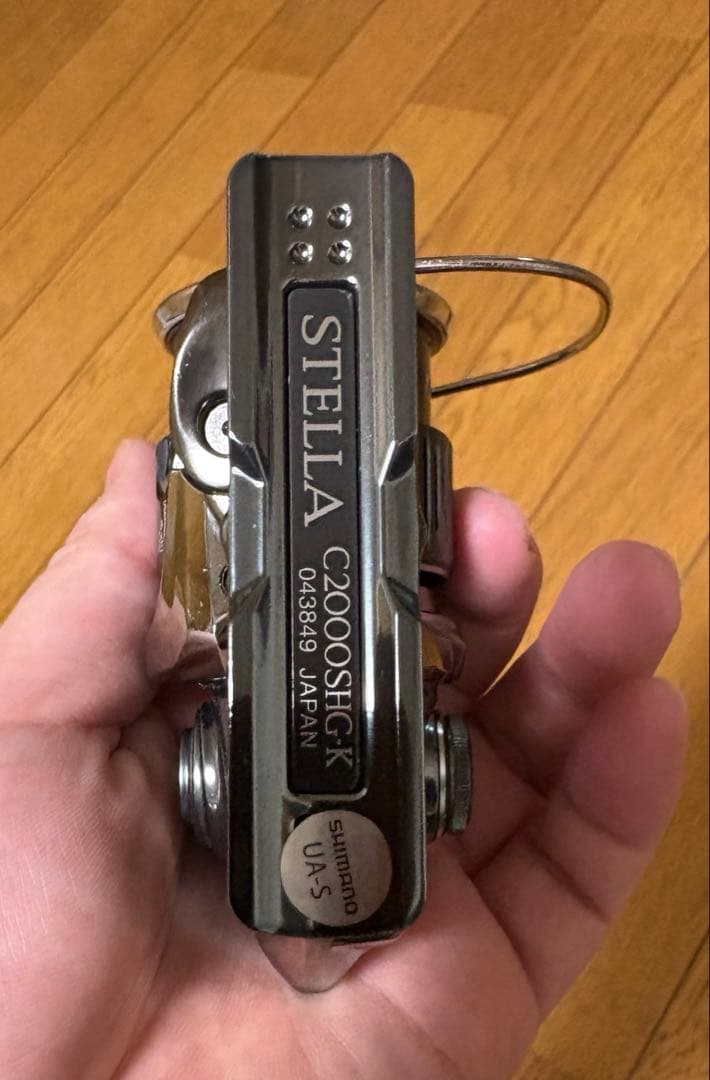 STELLA
C2000SHG-K
043849 JAPAN
SHIMANO
UA-S